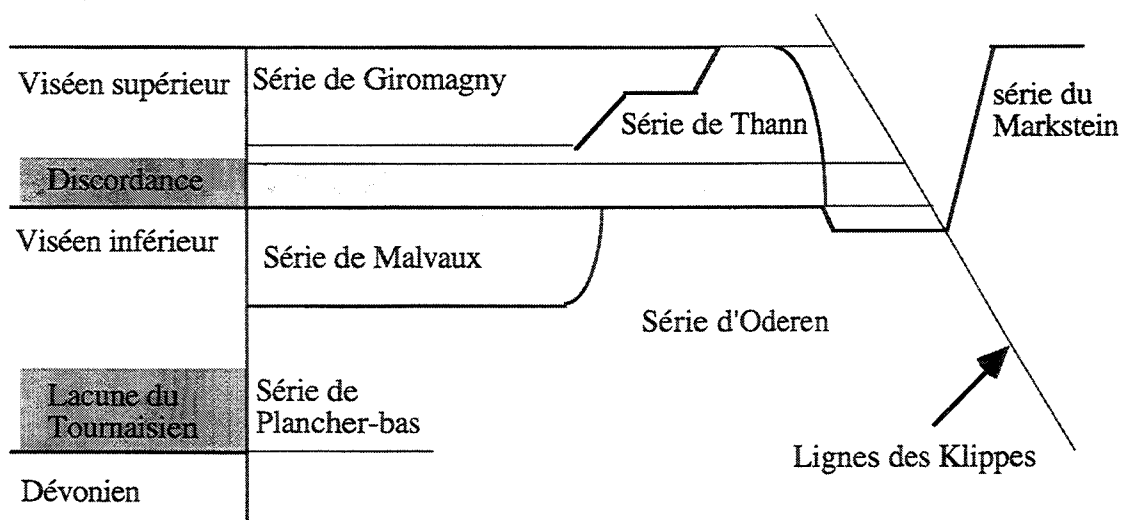 Viséen supérieur
Série de Giromagny
Série de Thann
série du
Markstein
Discordance
Viséen inférieur
Série de Malvaux
Série d'Oderen
Lacune du
Tournaisien
Série de
Plancher-bas
Lignes des Klippes
Dévonien